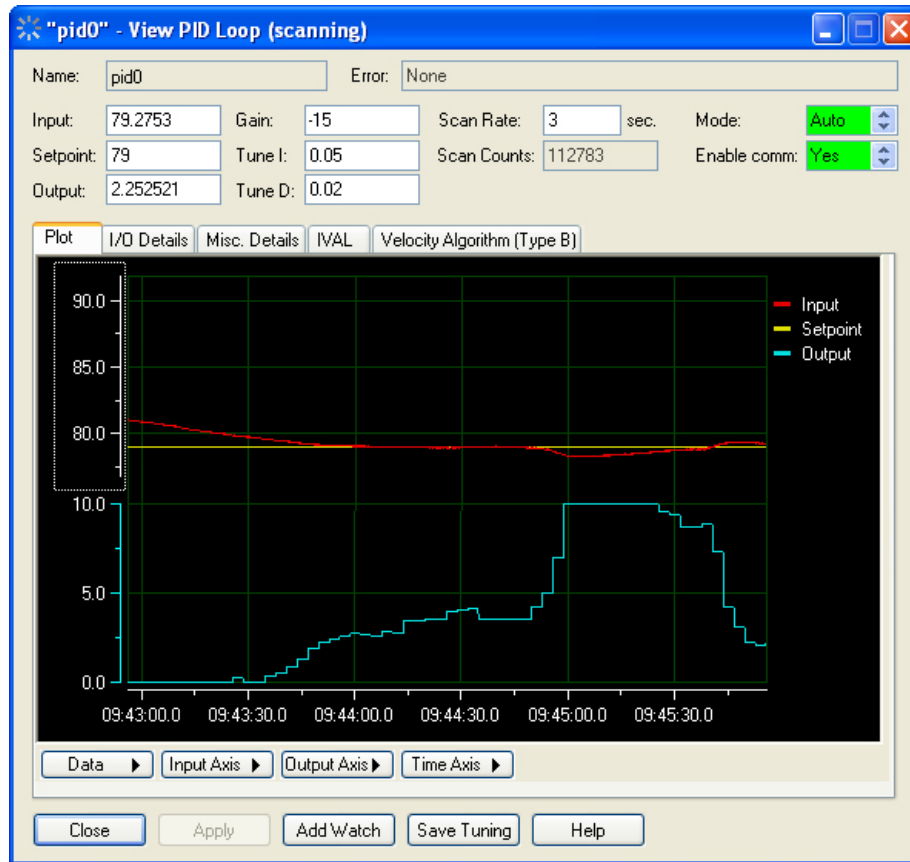 "pid0" - View PID Loop (scanning)
Name: pid0 Error: None
Input: 79.2753 Gain: -15 Scan Rate: 3 sec. Mode: Auto
Setpoint: 79 Tune I: 0.05 Scan Counts: 112783 Enable comm: Yes
Output: 2.252521 Tune D: 0.02
Plot I/O Details Misc. Details IVAL Velocity Algorithm (Type B)
90.0
85.0
80.0
Input
Setpoint
Output
10.0
5.0
0.0
09:43:00.0 09:43:30.0 09:44:00.0 09:44:30.0 09:45:00.0 09:45:30.0
Data Input Axis Output Axis Time Axis
Close Apply Add Watch Save Tuning Help